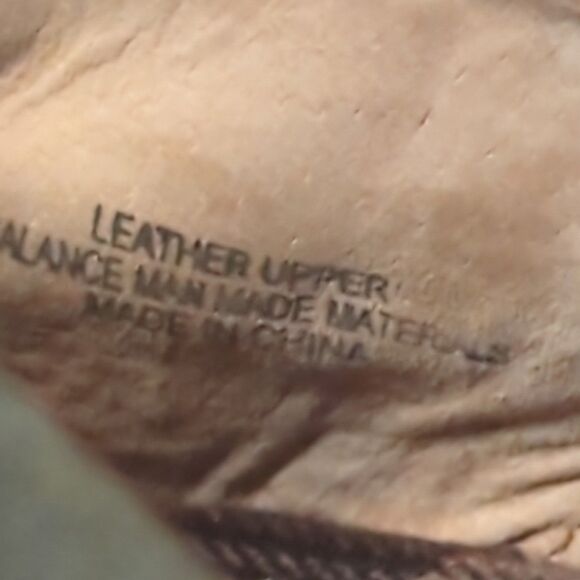 LEATHER UPPER
ALANCE MAN MADE MATERIALS
MADE IN CHINA